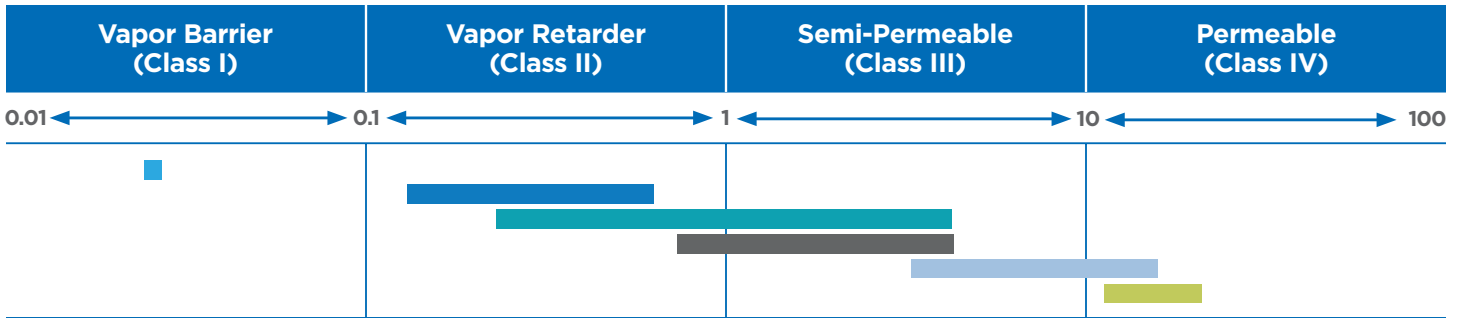 Vapor Barrier
(Class I)
Vapor Retarder
(Class II)
Semi-Permeable
(Class III)
Permeable
(Class IV)
0.01 0.1 1 10 100